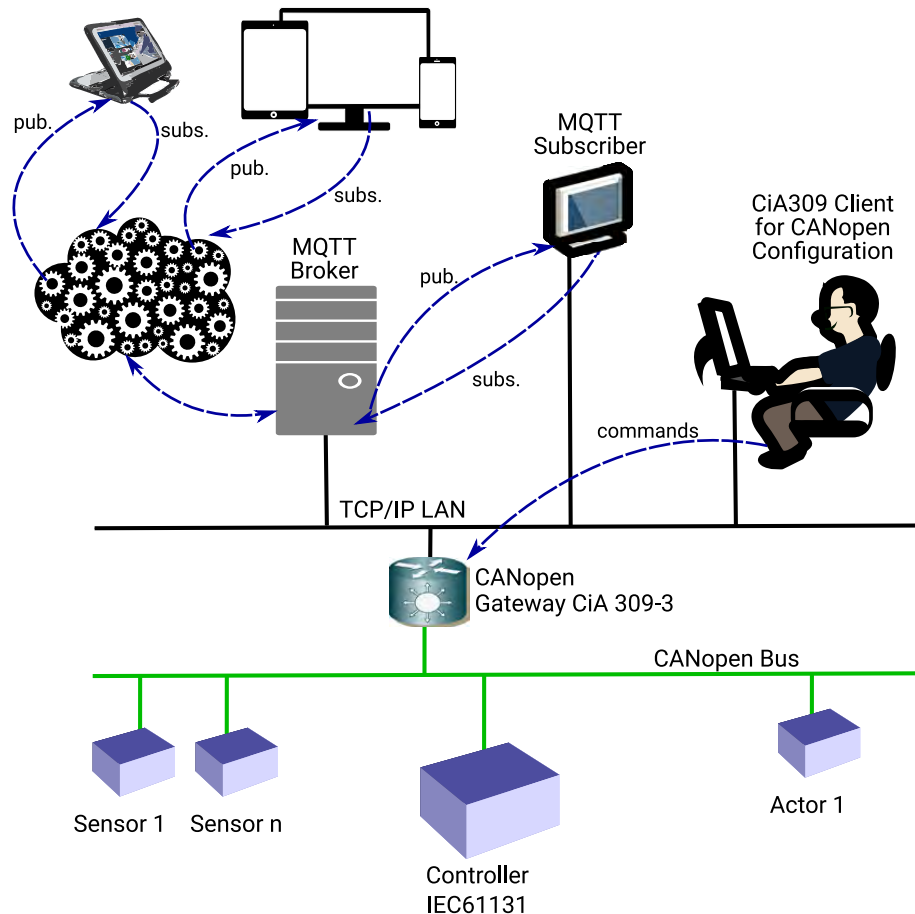 pub.
subs.
pub.
subs.
MQTT
Subscriber
CiA309 Client
for CANopen
Configuration
MQTT
Broker
pub.
subs.
commands
TCP/IP LAN
CANopen
Gateway CiA 309-3
CANopen Bus
Sensor 1
Sensor n
Actor 1
Controller
IEC61131